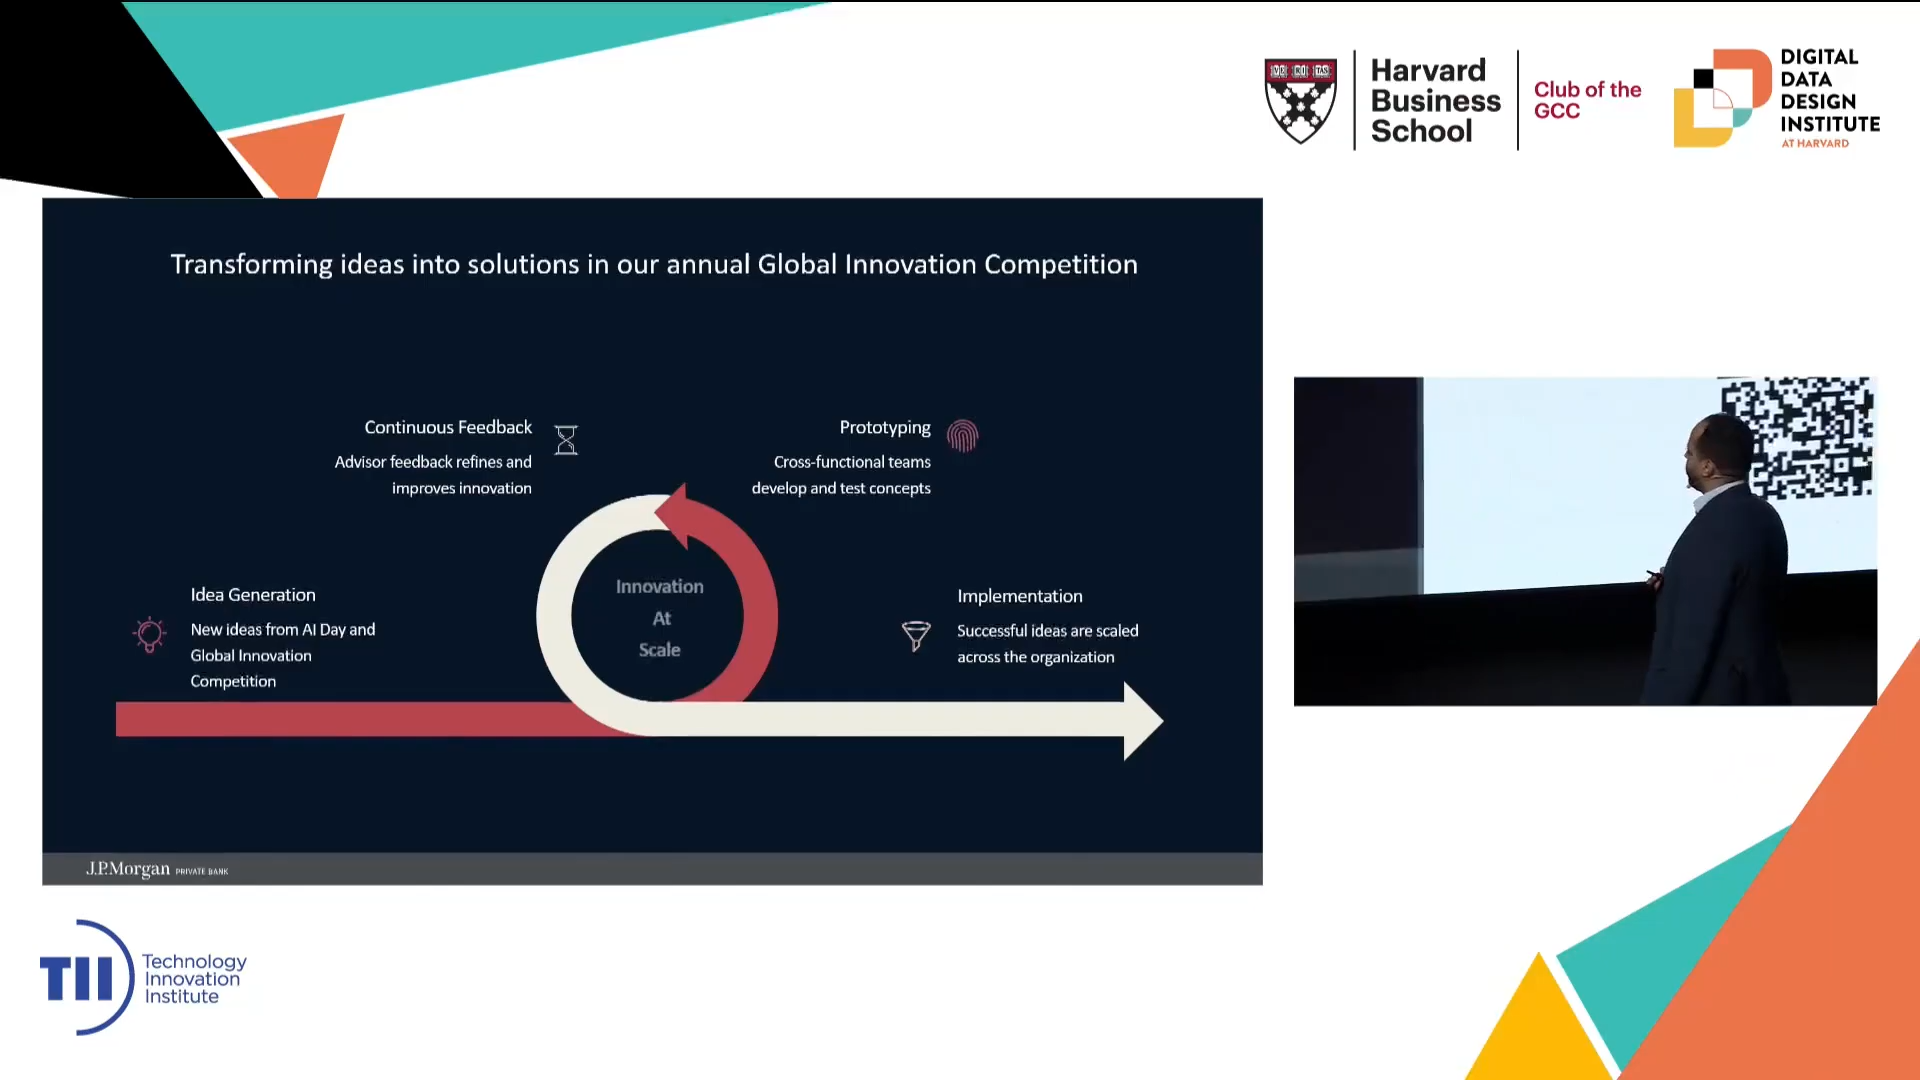 VE RI TAS
Harvard
Business
School
Club of the
GCC
DIGITAL
DATA
DESIGN
INSTITUTE
AT HARVARD
Transforming ideas into solutions in our annual Global Innovation Competition
Continuous Feedback
Advisor feedback refines and
improves innovation
Prototyping
Cross-functional teams
develop and test concepts
Innovation
At
Scale
Idea Generation
New ideas from AI Day and
Global Innovation
Competition
Implementation
Successful ideas are scaled
across the organization
J.P.Morgan PRIVATE BANK
TII
Technology
Innovation
Institute